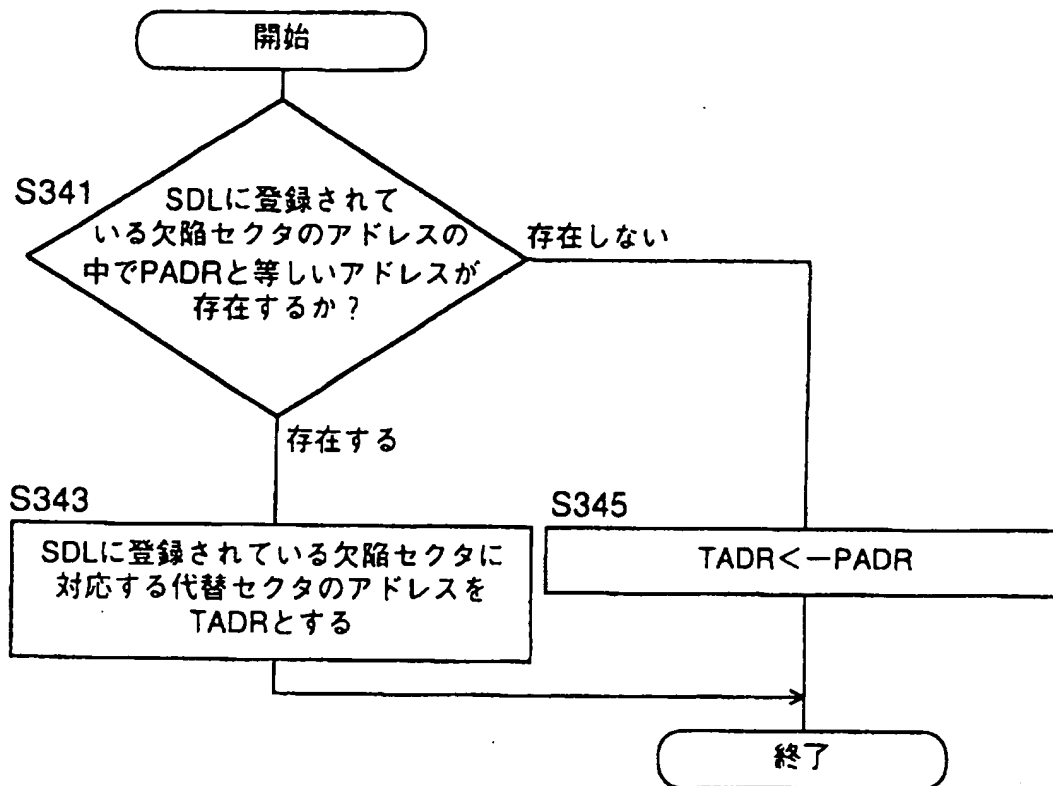 開始
S341
SDLに登録されて
いる欠陥セクタのアドレスの
中でPADRと等しいアドレスが
存在するか?
存在しない
存在する
S343
SDLに登録されている欠陥セクタに
対応する代替セクタのアドレスを
TADRとする
S345
TADR<-PADR
終了